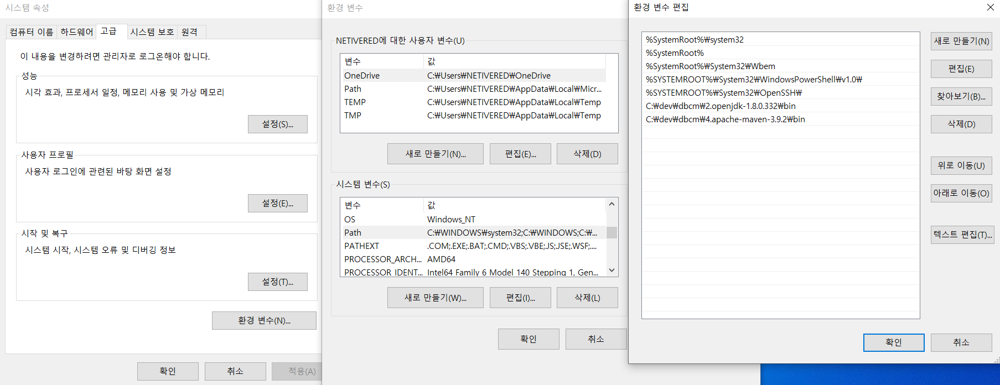 시스템 속성
컴퓨터 이름 하드웨어 고급 시스템 보호 원격
이 내용을 변경하려면 관리자로 로그온해야 합니다.
성능
시각 효과, 프로세서 일정, 메모리 사용 및 가상 메모리
설정(S)...
사용자 프로필
사용자 로그인에 관련된 바탕 화면 설정
설정(E)...
시작 및 복구
시스템 시작, 시스템 오류 및 디버깅 정보
설정(T)...
환경 변수(N)...
확인 취소 적용(A)
환경 변수
NETIVERED에 대한 사용자 변수(U)
변수 값
OneDrive C:₩Users₩NETIVERED₩OneDrive
Path C:₩Users₩NETIVERED₩AppData₩Local₩Micr...
TEMP C:₩Users₩NETIVERED₩AppData₩Local₩Temp
TMP C:₩Users₩NETIVERED₩AppData₩Local₩Temp
새로 만들기(N)... 편집(E)... 삭제(D)
시스템 변수(S)
변수 값
OS Windows_NT
Path C:₩WINDOWS₩system32;C:₩WINDOWS;C:₩...
PATHEXT .COM;.EXE;.BAT;.CMD;.VBS;.VBE;.JS;.JSE;.WSF;....
PROCESSOR_ARCH... AMD64
PROCESSOR_IDENT... Intel64 Family 6 Model 140 Stepping 1, Gen...
새로 만들기(W)... 편집(I)... 삭제(L)
확인 취소
환경 변수 편집
%SystemRoot%₩system32
%SystemRoot%
%SystemRoot%₩System32₩Wbem
%SYSTEMROOT%₩System32₩WindowsPowerShell₩v1.0₩
%SYSTEMROOT%₩System32₩OpenSSH₩
C:₩dev₩dbcm₩2.openjdk-1.8.0.332₩bin
C:₩dev₩dbcm₩4.apache-maven-3.9.2₩bin
새로 만들기(N)
편집(E)
찾아보기(B)...
삭제(D)
위로 이동(U)
아래로 이동(O)
텍스트 편집(T)...
확인 취소